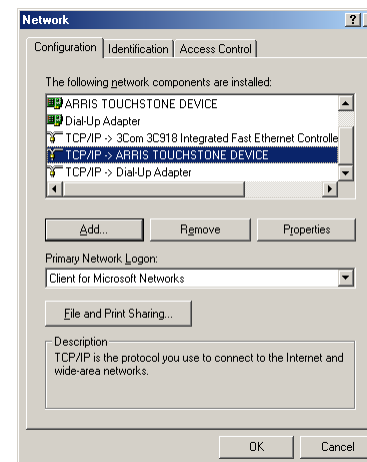 Network ?
Configuration Identification Access Control
The following network components are installed:
ARRIS TOUCHSTONE DEVICE
Dial-Up Adapter
TCP/IP -> 3Com 3C918 Integrated Fast Ethernet Controlle
TCP/IP -> ARRIS TOUCHSTONE DEVICE
TCP/IP -> Dial-Up Adapter
Add... Remove Properties
Primary Network Logon:
Client for Microsoft Networks
File and Print Sharing...
Description
TCP/IP is the protocol you use to connect to the Internet and
wide-area networks.
OK Cancel